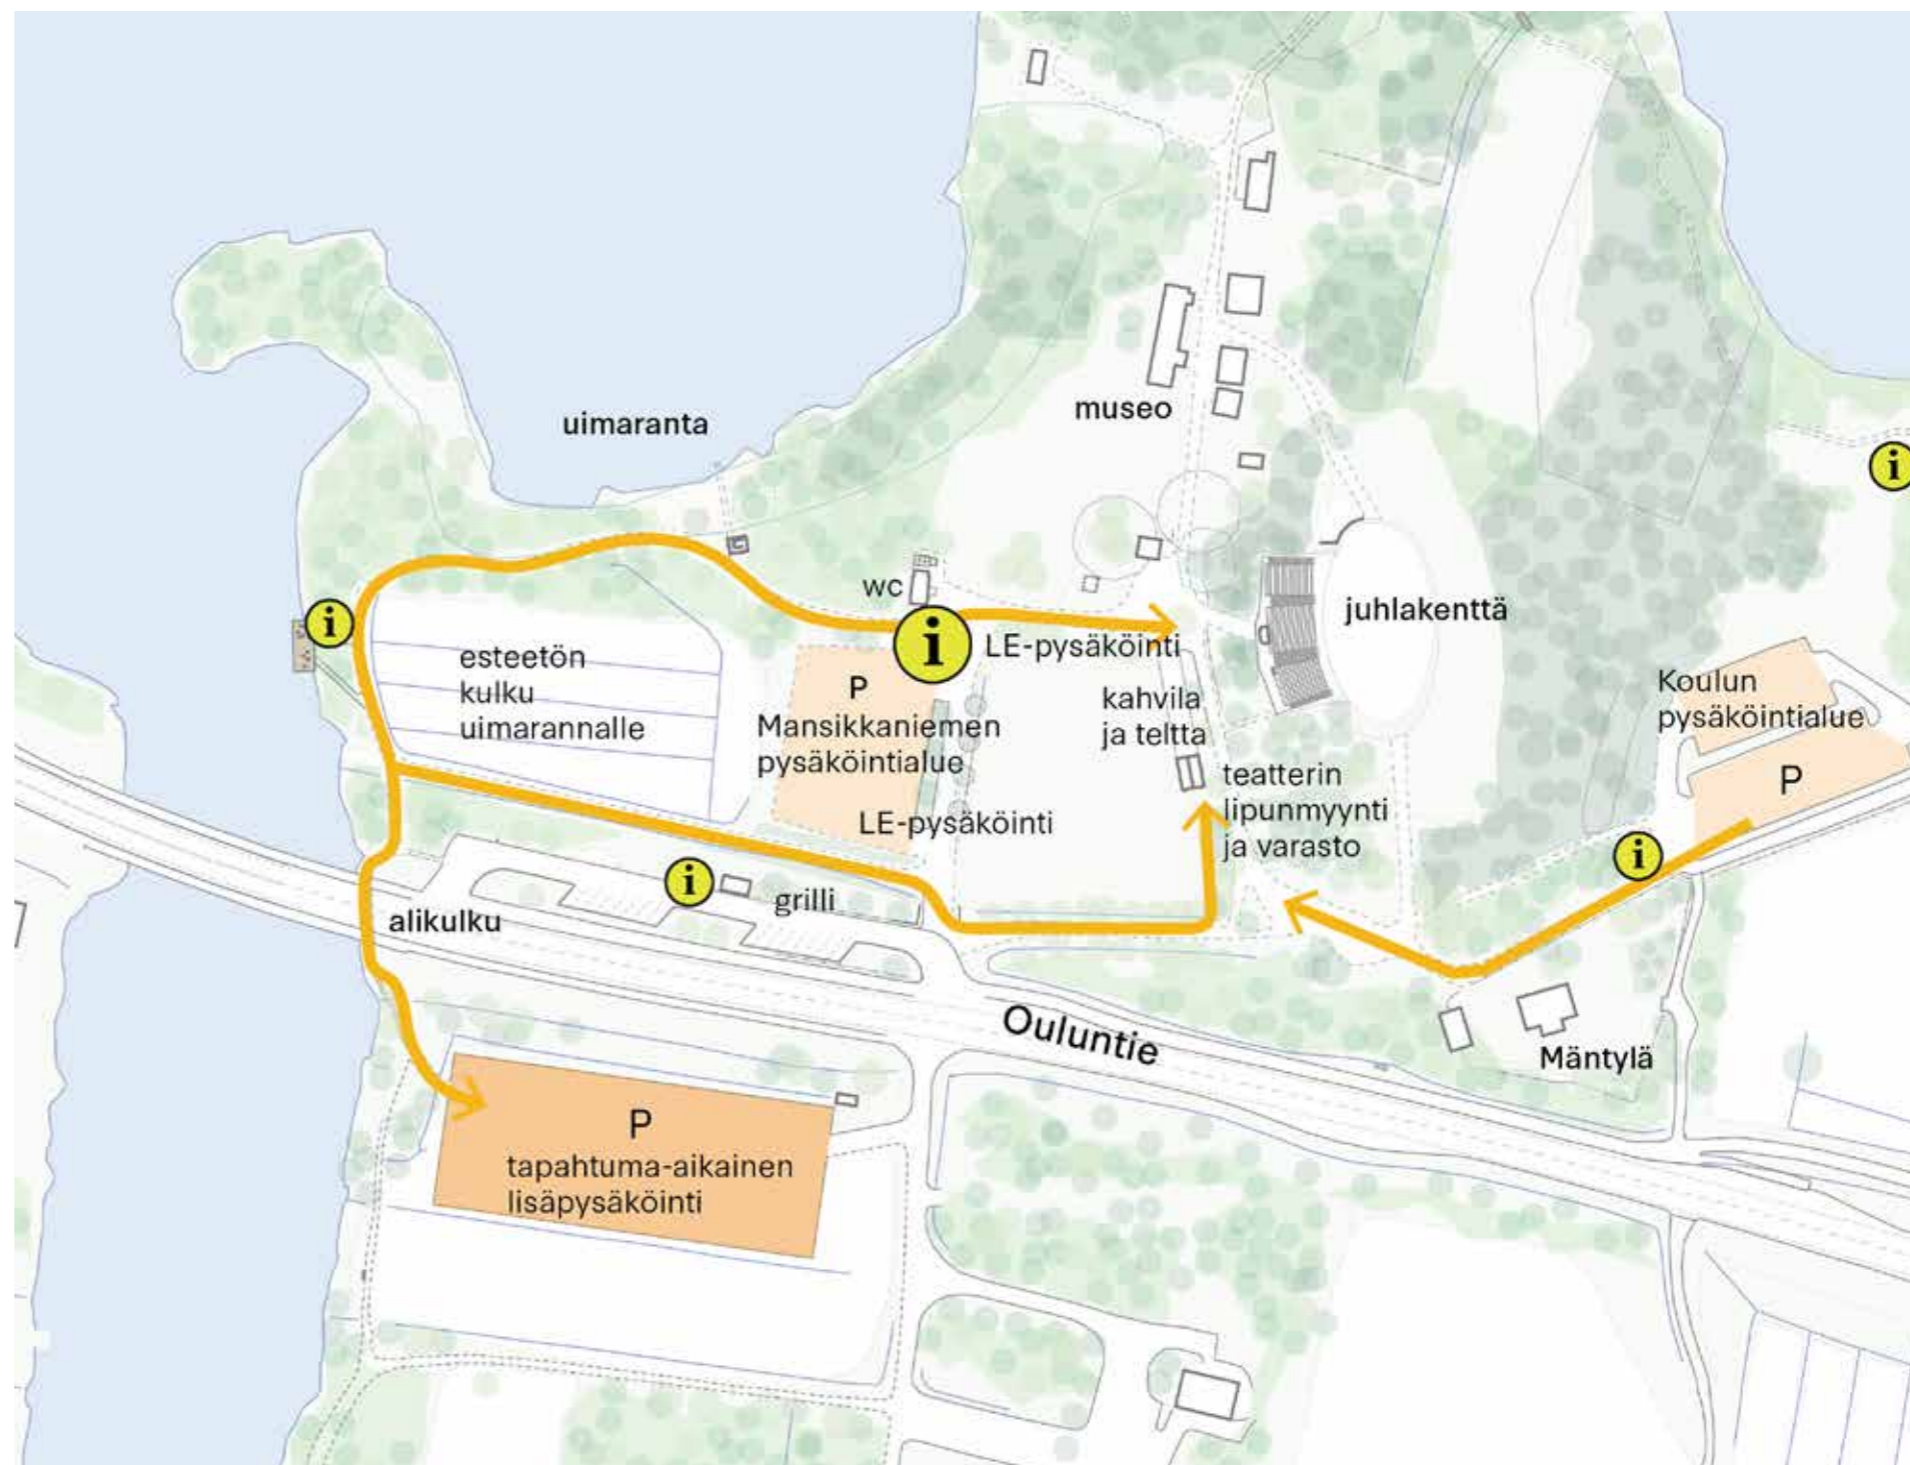 uimaranta
museo
i
wc
i
i
LE-pysäköinti
juhlakenttä
esteetön
kulku
uimarannalle
P
Mansikkaniemen
pysäköintialue
kahvila
ja teltta
Koulun
pysäköintialue
P
teatterin
lipunmyynti
ja varasto
LE-pysäköinti
i
i
grilli
alikulku
Ouluntie
Mäntylä
P
tapahtuma-aikainen
lisäpysäköinti